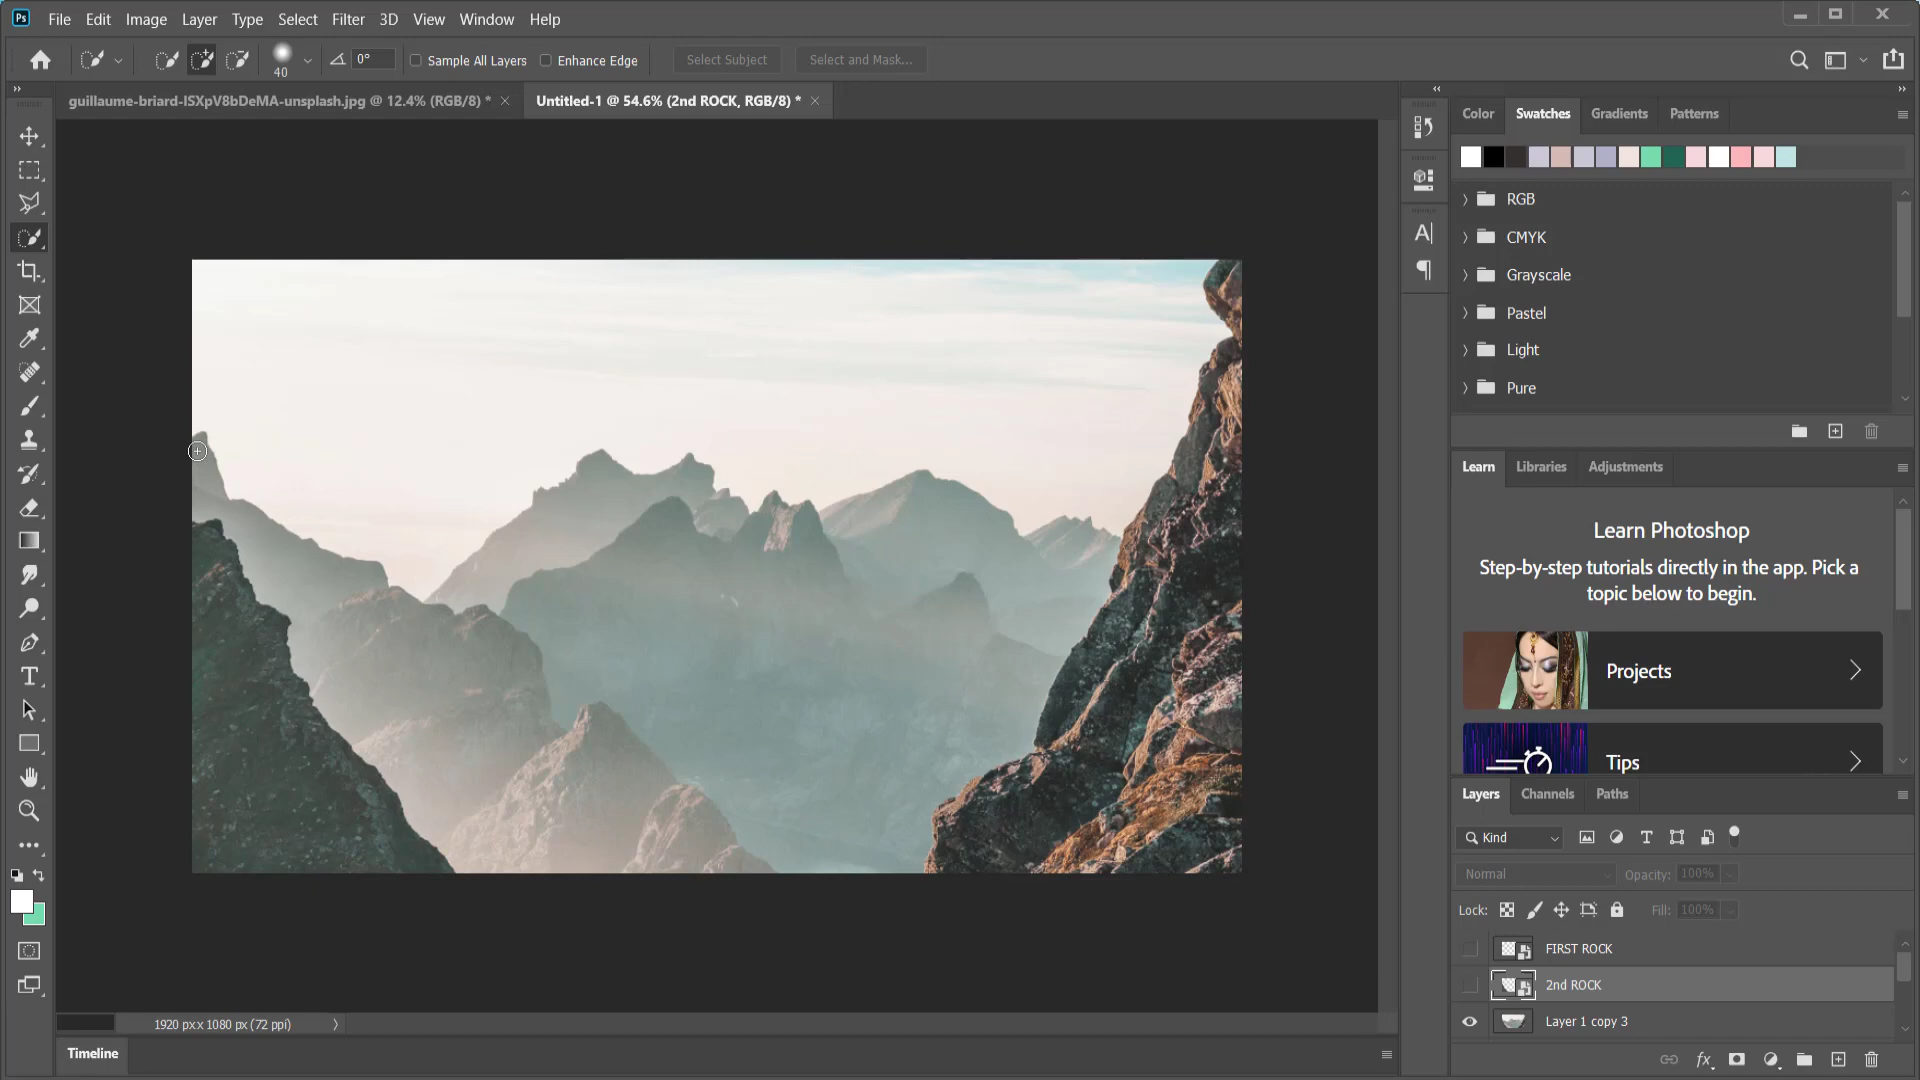 Ps File Edit Image Layer Type Select Filter 3D View Window Help
40 0° Sample All Layers Enhance Edge Select Subject Select and Mask...
guillaume-briard-ISXpV8bDeMA-unsplash.jpg @ 12.4% (RGB/8) * Untitled-1 @ 54.6% (2nd ROCK, RGB/8) *
Color Swatches Gradients Patterns
RGB
CMYK
Grayscale
Pastel
Light
Pure
Learn Libraries Adjustments
Learn Photoshop
Step-by-step tutorials directly in the app. Pick a
topic below to begin.
Projects
Tips
Layers Channels Paths
Kind
Normal Opacity: 100%
Lock: Fill: 100%
FIRST ROCK
2nd ROCK
Layer 1 copy 3
fx
1920 px x 1080 px (72 ppi)
Timeline